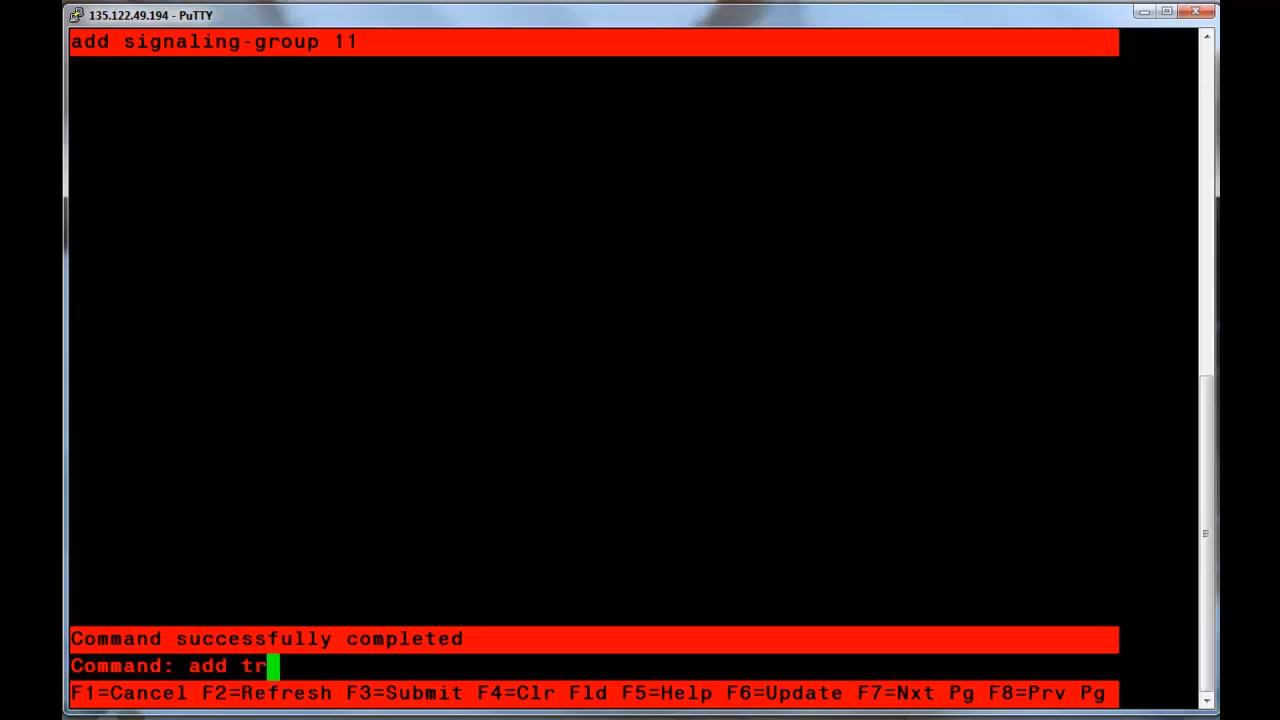 135.122.49.194 - PuTTY
add signaling-group 11
Command successfully completed
Command: add tr
F1=Cancel F2=Refresh F3=Submit F4=Clr Fld F5=Help F6=Update F7=Nxt Pg F8=Prv Pg